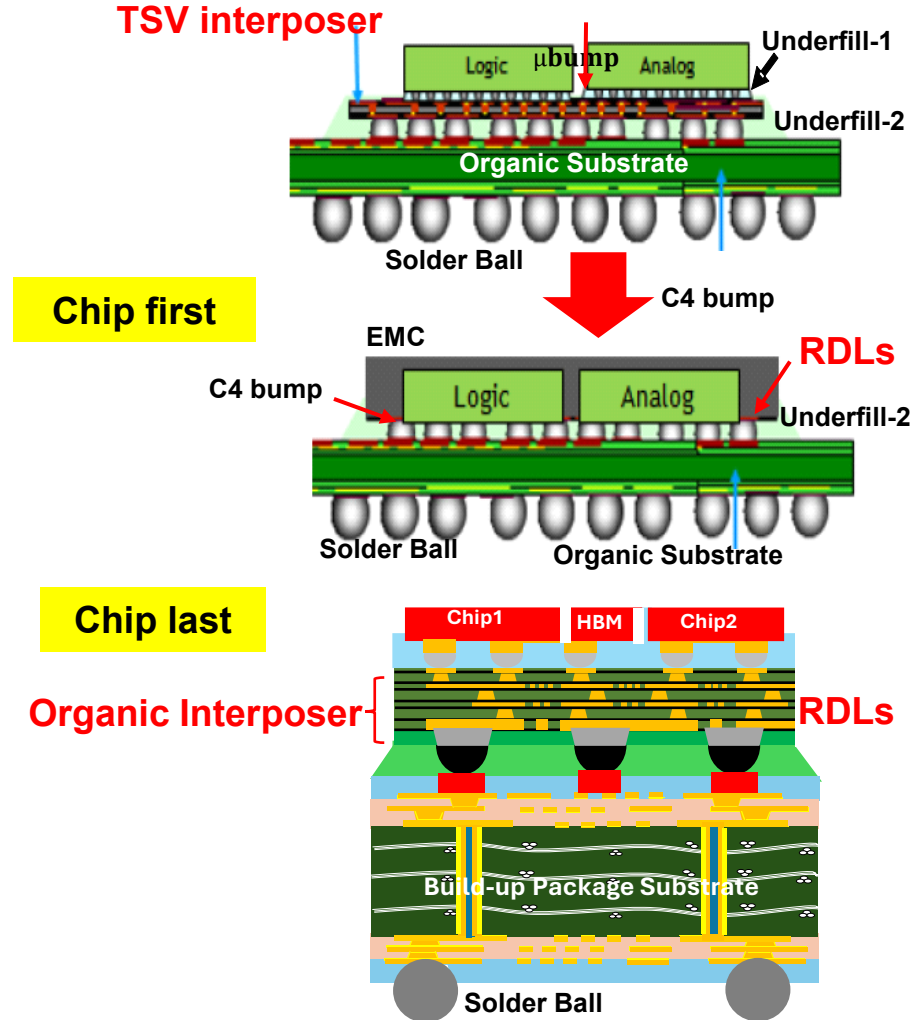 TSV interposer
μbump
Underfill-1
Logic
Analog
Underfill-2
Organic Substrate
Solder Ball
C4 bump
Chip first
EMC
RDLs
C4 bump
Logic
Analog
Underfill-2
Solder Ball
Organic Substrate
Chip last
Chip1
HBM
Chip2
Organic Interposer
RDLs
Build-up Package Substrate
Solder Ball